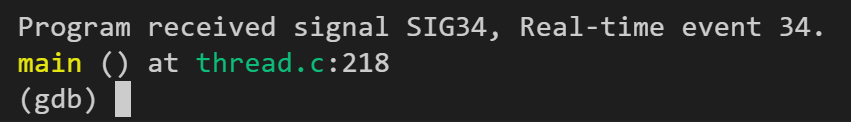 Program received signal SIG34, Real-time event 34.
main () at thread.c:218
(gdb)